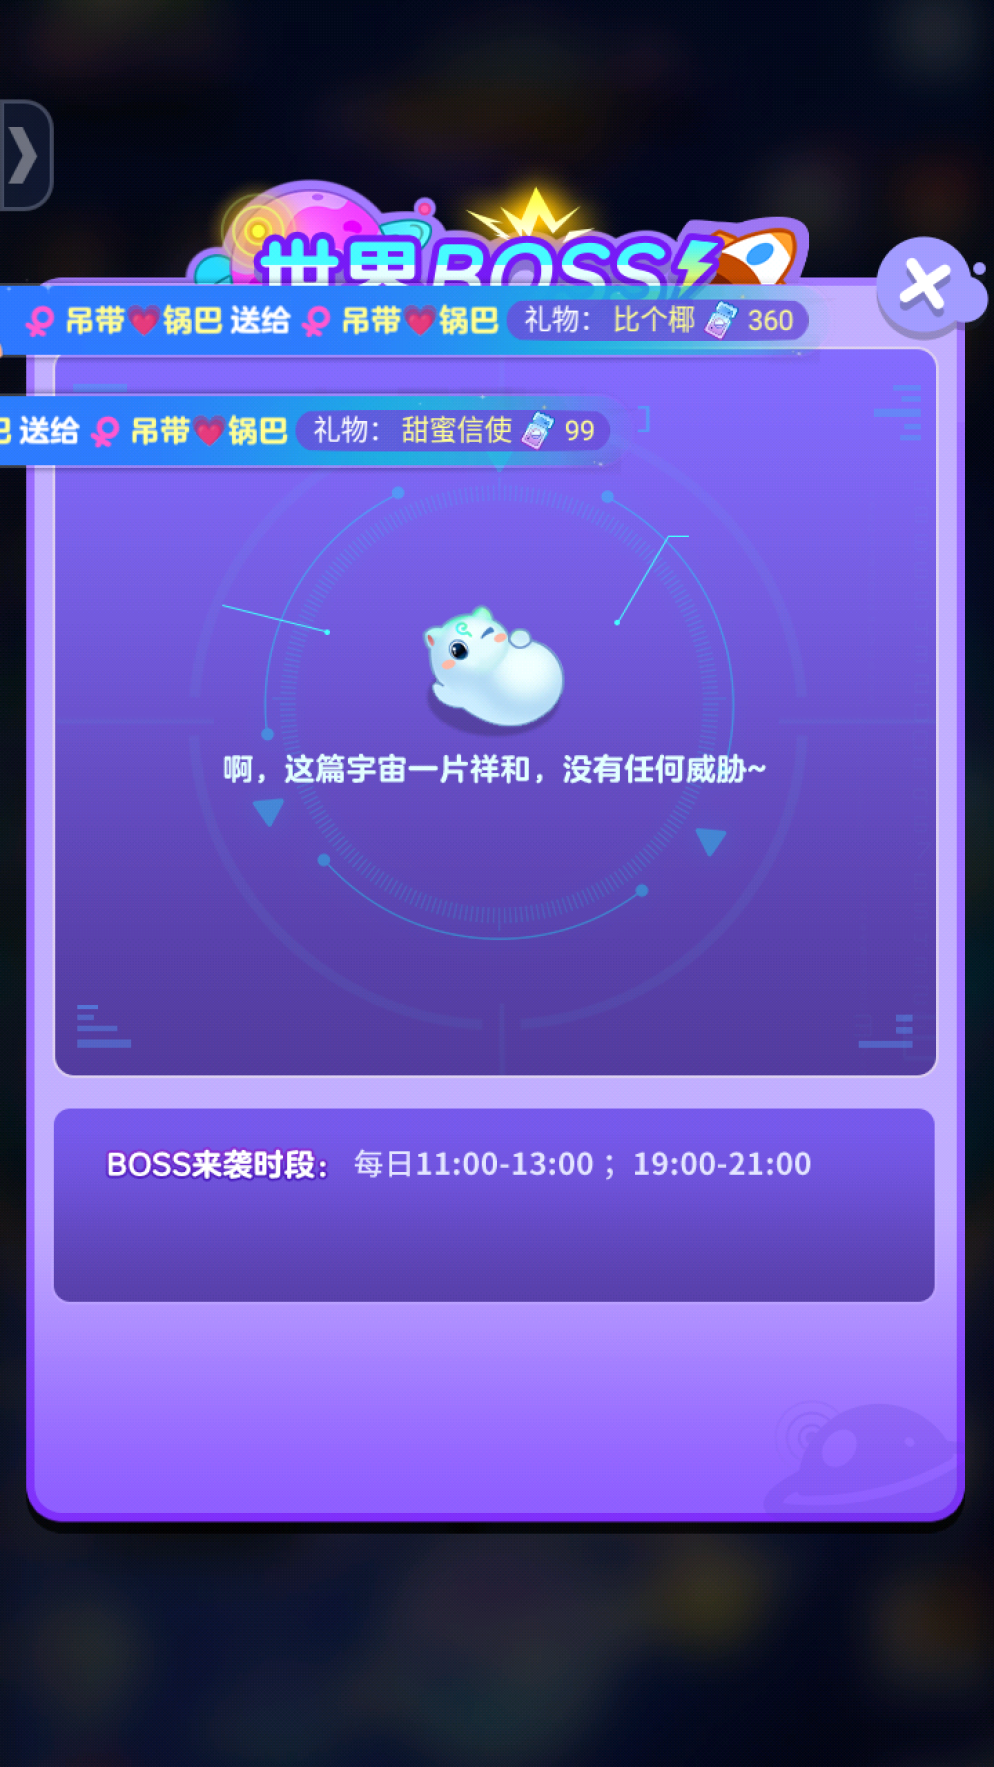 世界BOSS
吊带💗锅巴 送给 吊带💗锅巴 礼物： 比个椰 360
巴 送给 吊带💗锅巴 礼物： 甜蜜信使 99
啊，这篇宇宙一片祥和，没有任何威胁~
BOSS来袭时段： 每日11:00-13:00； 19:00-21:00